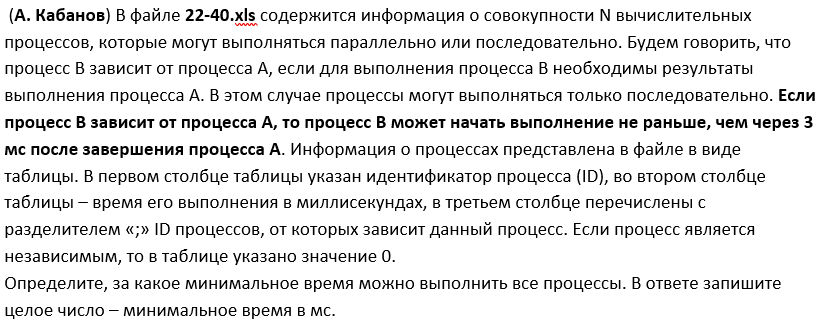 (А. Кабанов) В файле 22-40.xls содержится информация о совокупности N вычислительных
процессов, которые могут выполняться параллельно или последовательно. Будем говорить, что
процесс B зависит от процесса A, если для выполнения процесса B необходимы результаты
выполнения процесса A. В этом случае процессы могут выполняться только последовательно. Если
процесс B зависит от процесса A, то процесс B может начать выполнение не раньше, чем через 3
мс после завершения процесса A. Информация о процессах представлена в файле в виде
таблицы. В первом столбце таблицы указан идентификатор процесса (ID), во втором столбце
таблицы – время его выполнения в миллисекундах, в третьем столбце перечислены с
разделителем «;» ID процессов, от которых зависит данный процесс. Если процесс является
независимым, то в таблице указано значение 0.
Определите, за какое минимальное время можно выполнить все процессы. В ответе запишите
целое число – минимальное время в мс.